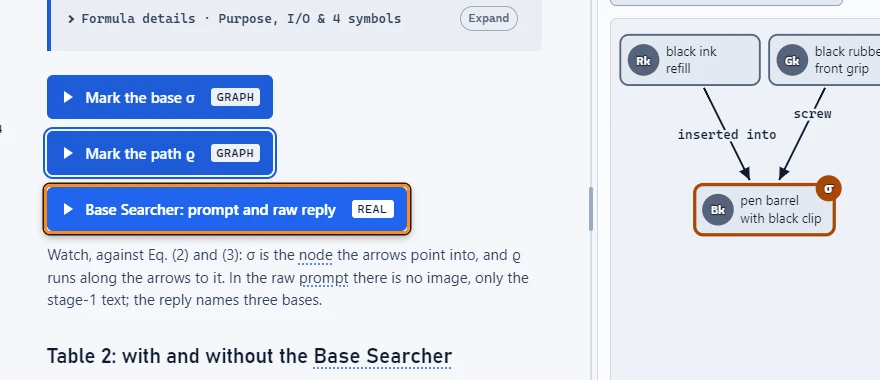 Formula details · Purpose, I/O & 4 symbols
Expand
Mark the base σ GRAPH
Mark the path ϱ GRAPH
Base Searcher: prompt and raw reply REAL
Watch, against Eq. (2) and (3): σ is the node the arrows point into, and ϱ
runs along the arrows to it. In the raw prompt there is no image, only the
stage-1 text; the reply names three bases.
Table 2: with and without the Base Searcher
Rk black ink
refill
Gk black rubbe
front grip
screw
inserted into
σ
Bk pen barrel
with black clip